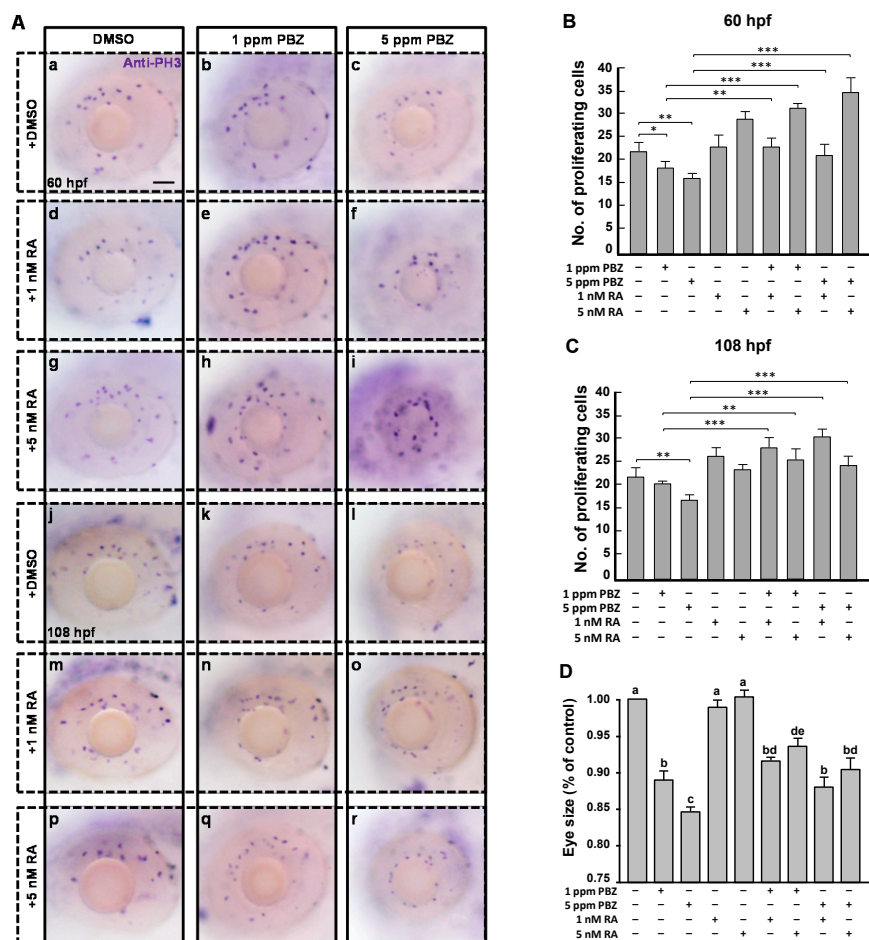 A
DMSO 1 ppm PBZ 5 ppm PBZ
+DMSO
a Anti-PH3 b c
60 hpf
+1 nM RA
d e f
+5 nM RA
g h i
+DMSO
j k l
108 hpf
+1 nM RA
m n o
+5 nM RA
p q r
B 60 hpf
No. of proliferating cells
40
35
30
25
20
15
10
5
0
* ** ** *** *** ***
1 ppm PBZ − + − − − + + − −
5 ppm PBZ − − + − − − − + +
1 nM RA − − − + − + − + −
5 nM RA − − − − + − + − +
C 108 hpf
No. of proliferating cells
40
35
30
25
20
15
10
5
0
** *** ** *** ***
1 ppm PBZ − + − − − + + − −
5 ppm PBZ − − + − − − − + +
1 nM RA − − − + − + − + −
5 nM RA − − − − + − + − +
D
Eye size (% of control)
1.00
0.95
0.90
0.85
0.80
0.75
a b c a a bd de b bd
1 ppm PBZ − + − − − + + − −
5 ppm PBZ − − + − − − − + +
1 nM RA − − − + − + − + −
5 nM RA − − − − + − + − +